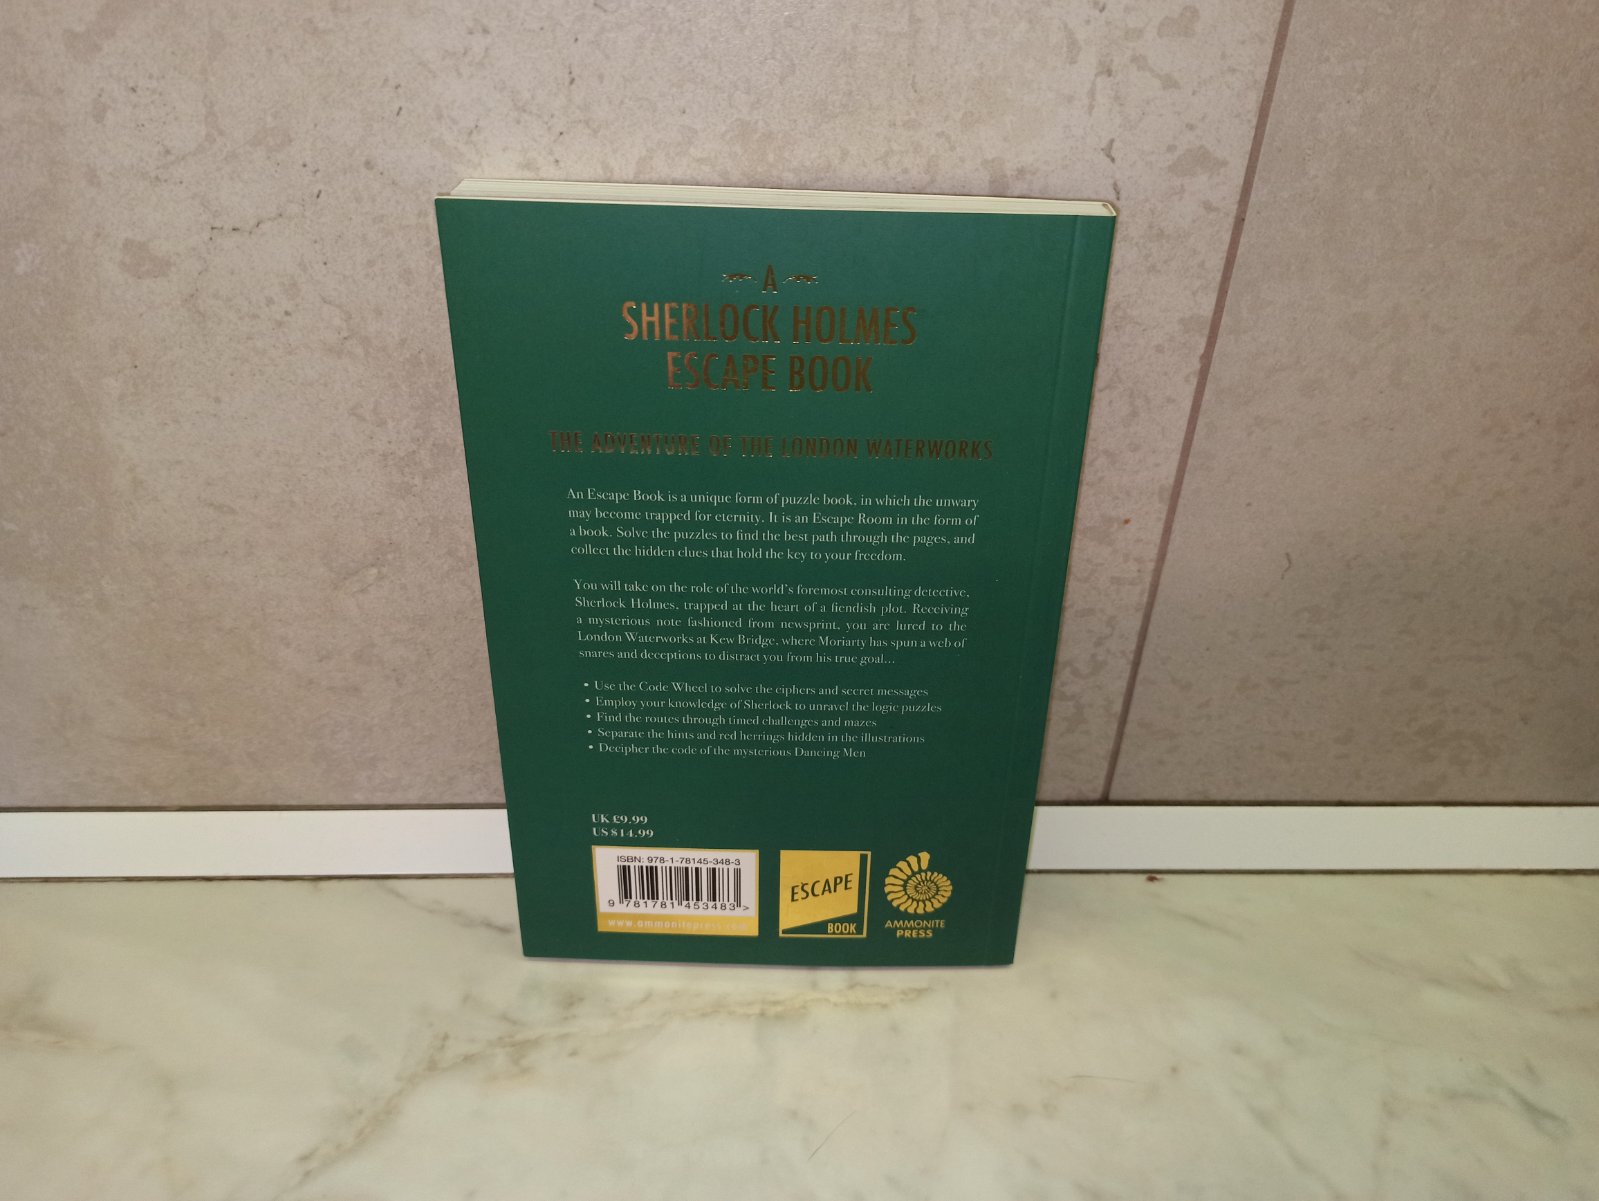 A
SHERLOCK HOLMES
ESCAPE BOOK
THE ADVENTURE OF THE LONDON WATERWORKS
An Escape Book is a unique form of puzzle book, in which the unwary
may become trapped for eternity. It is an Escape Room in the form of
a book. Solve the puzzles to find the best path through the pages, and
collect the hidden clues that hold the key to your freedom.
You will take on the role of the world's foremost consulting detective,
Sherlock Holmes, trapped at the heart of a fiendish plot. Receiving
a mysterious note fashioned from newsprint, you are lured to the
London Waterworks at Kew Bridge, where Moriarty has spun a web of
snares and deceptions to distract you from his true goal...
• Use the Code Wheel to solve the ciphers and secret messages
• Employ your knowledge of Sherlock to unravel the logic puzzles
• Find the routes through timed challenges and mazes
• Separate the hints and red herrings hidden in the illustrations
• Decipher the code of the mysterious Dancing Men
UK £9.99
US $14.99
ISBN: 978-1-78145-348-3
9 781781 453483 >
www.ammonitepress.com
ESCAPE
BOOK
AMMONITE
PRESS